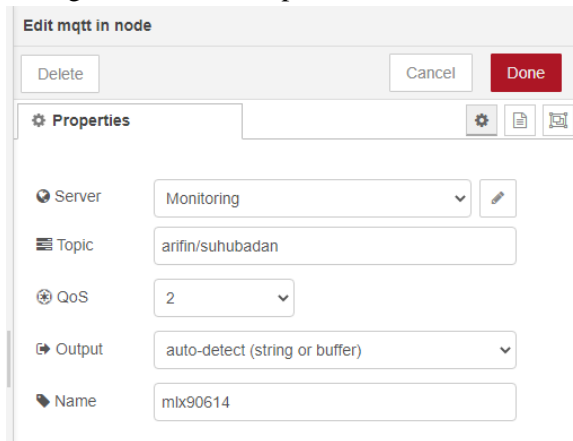 Edit mqtt in node
Delete Cancel Done
Properties
Server Monitoring
Topic arifin/suhubadan
QoS 2
Output auto-detect (string or buffer)
Name mlx90614